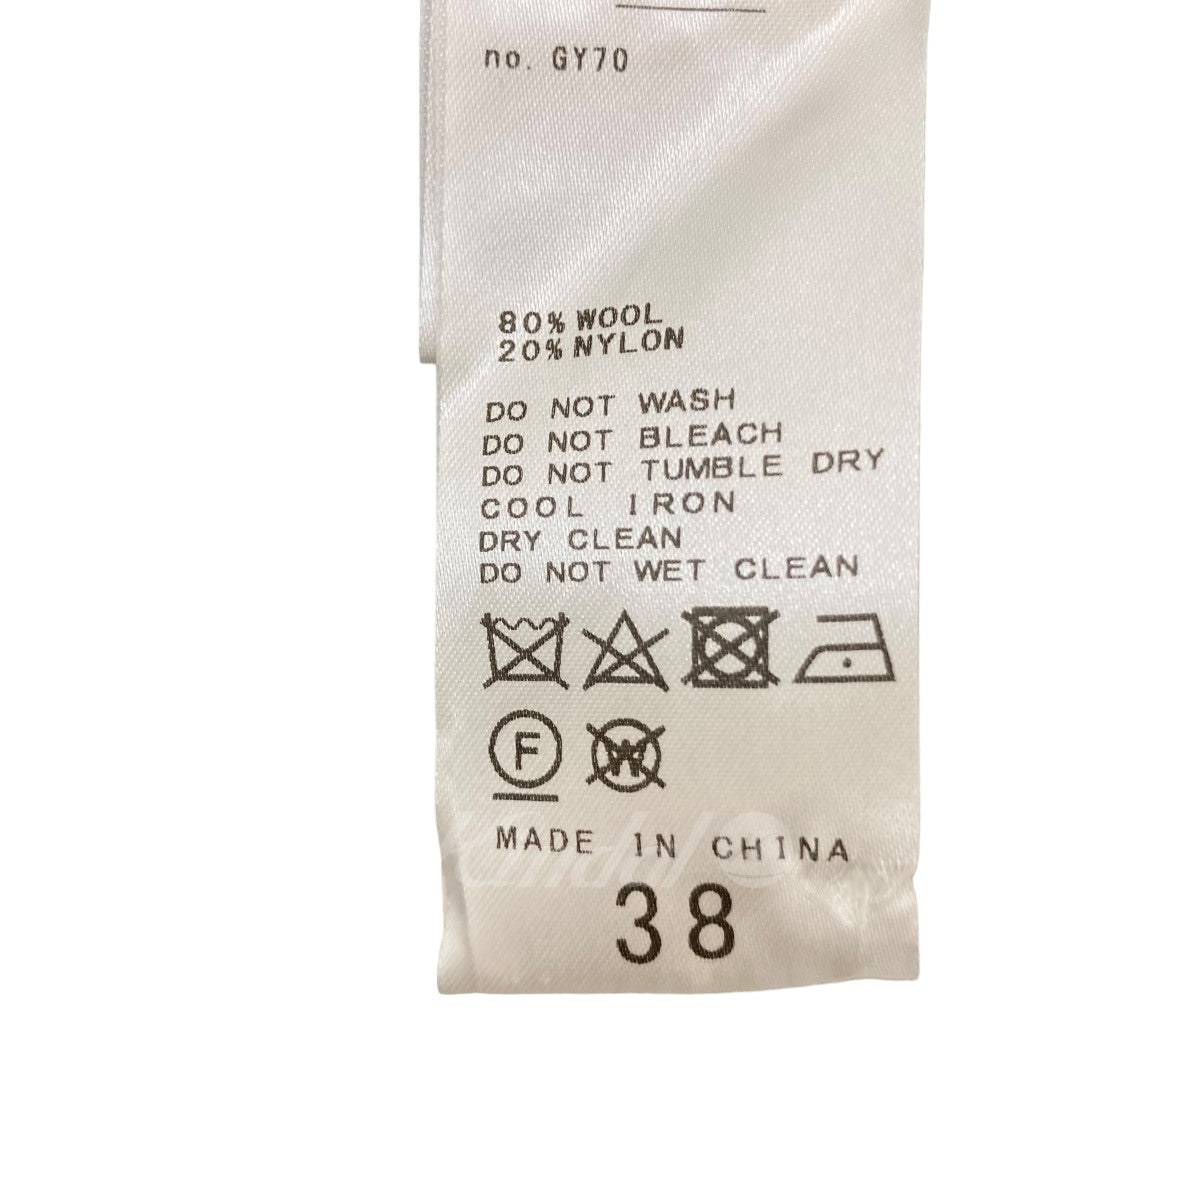 no. GY70
80% WOOL
20% NYLON
DO NOT WASH
DO NOT BLEACH
DO NOT TUMBLE DRY
COOL IRON
DRY CLEAN
DO NOT WET CLEAN
F W
MADE IN CHINA
38